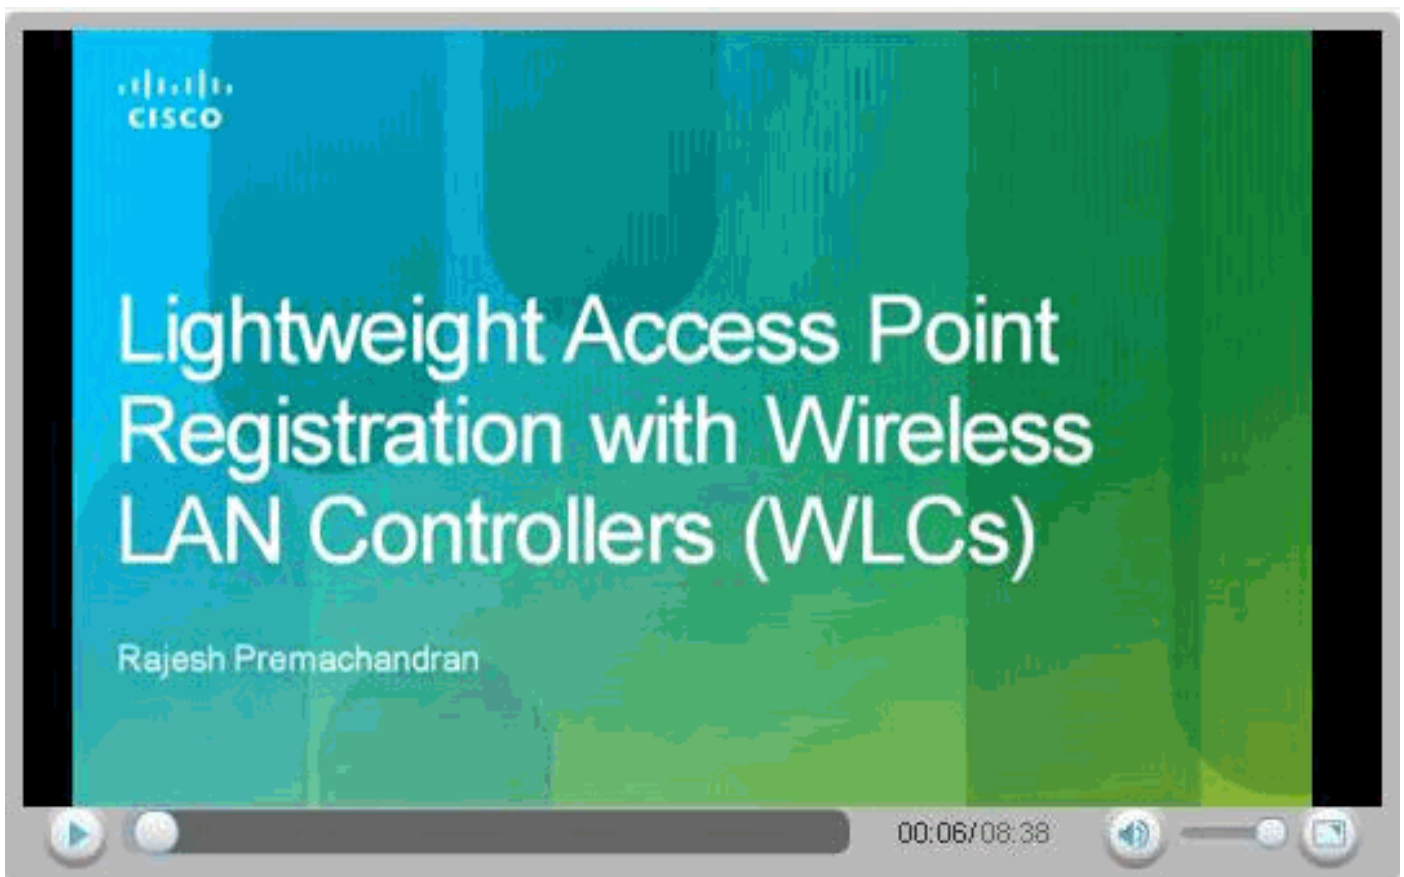 CISCO
Lightweight Access Point
Registration with Wireless
LAN Controllers (WLCs)
Rajesh Premachandran
00:06/08:38